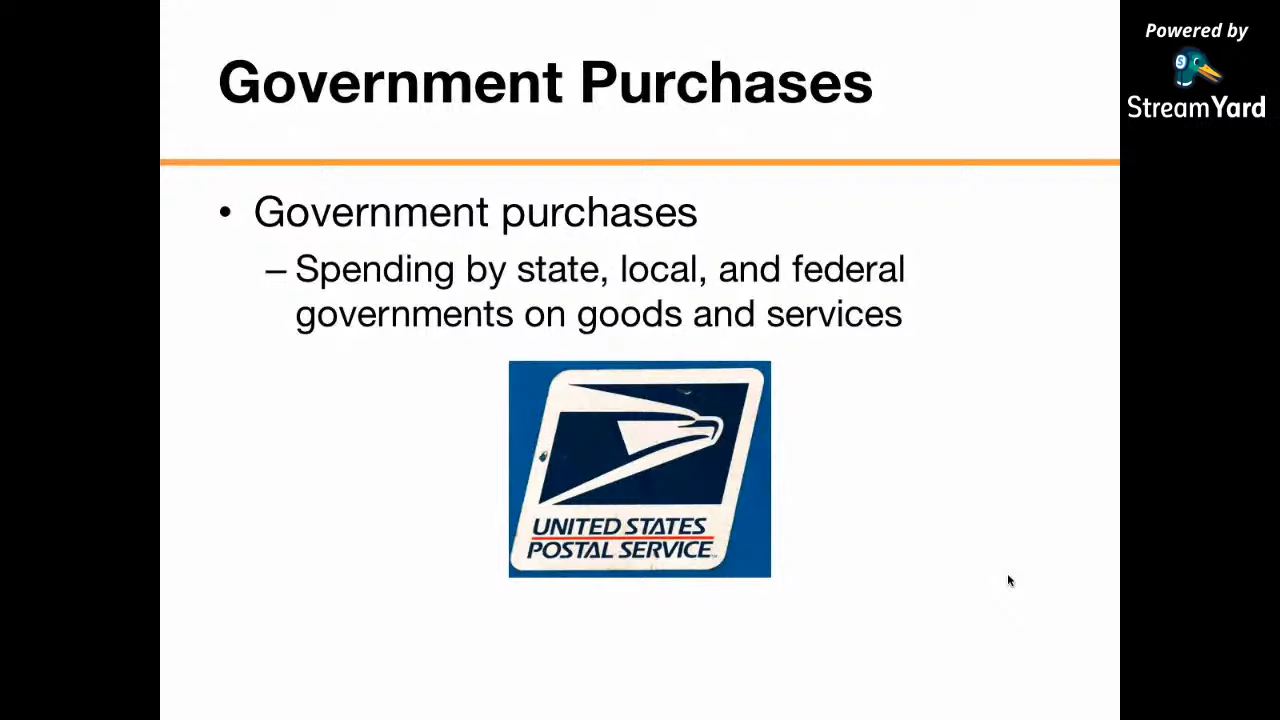 Government Purchases
Powered by
StreamYard
• Government purchases
– Spending by state, local, and federal
governments on goods and services
UNITED STATES
POSTAL SERVICE